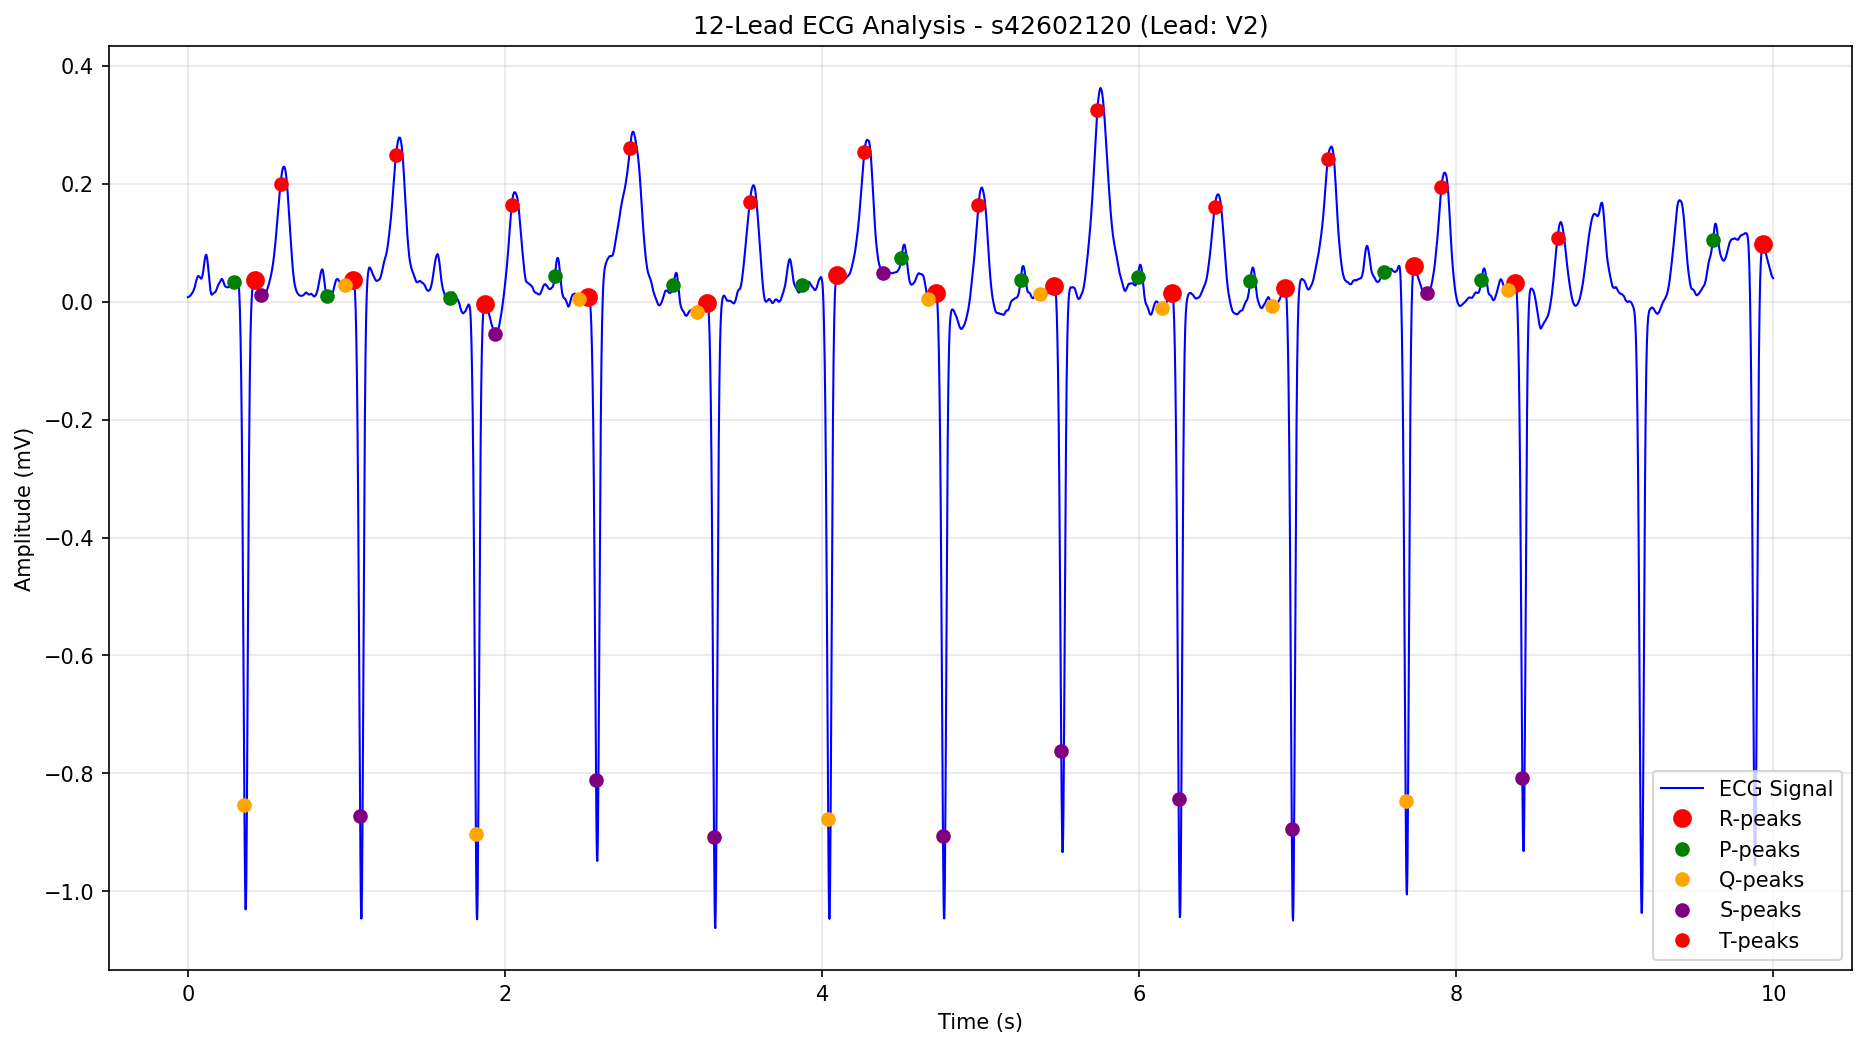 12-Lead ECG Analysis - s42602120 (Lead: V2)
0.4
0.2
0.0
−0.2
−0.4
−0.6
−0.8
−1.0
Amplitude (mV)
0 2 4 6 8 10
Time (s)
ECG Signal
R-peaks
P-peaks
Q-peaks
S-peaks
T-peaks